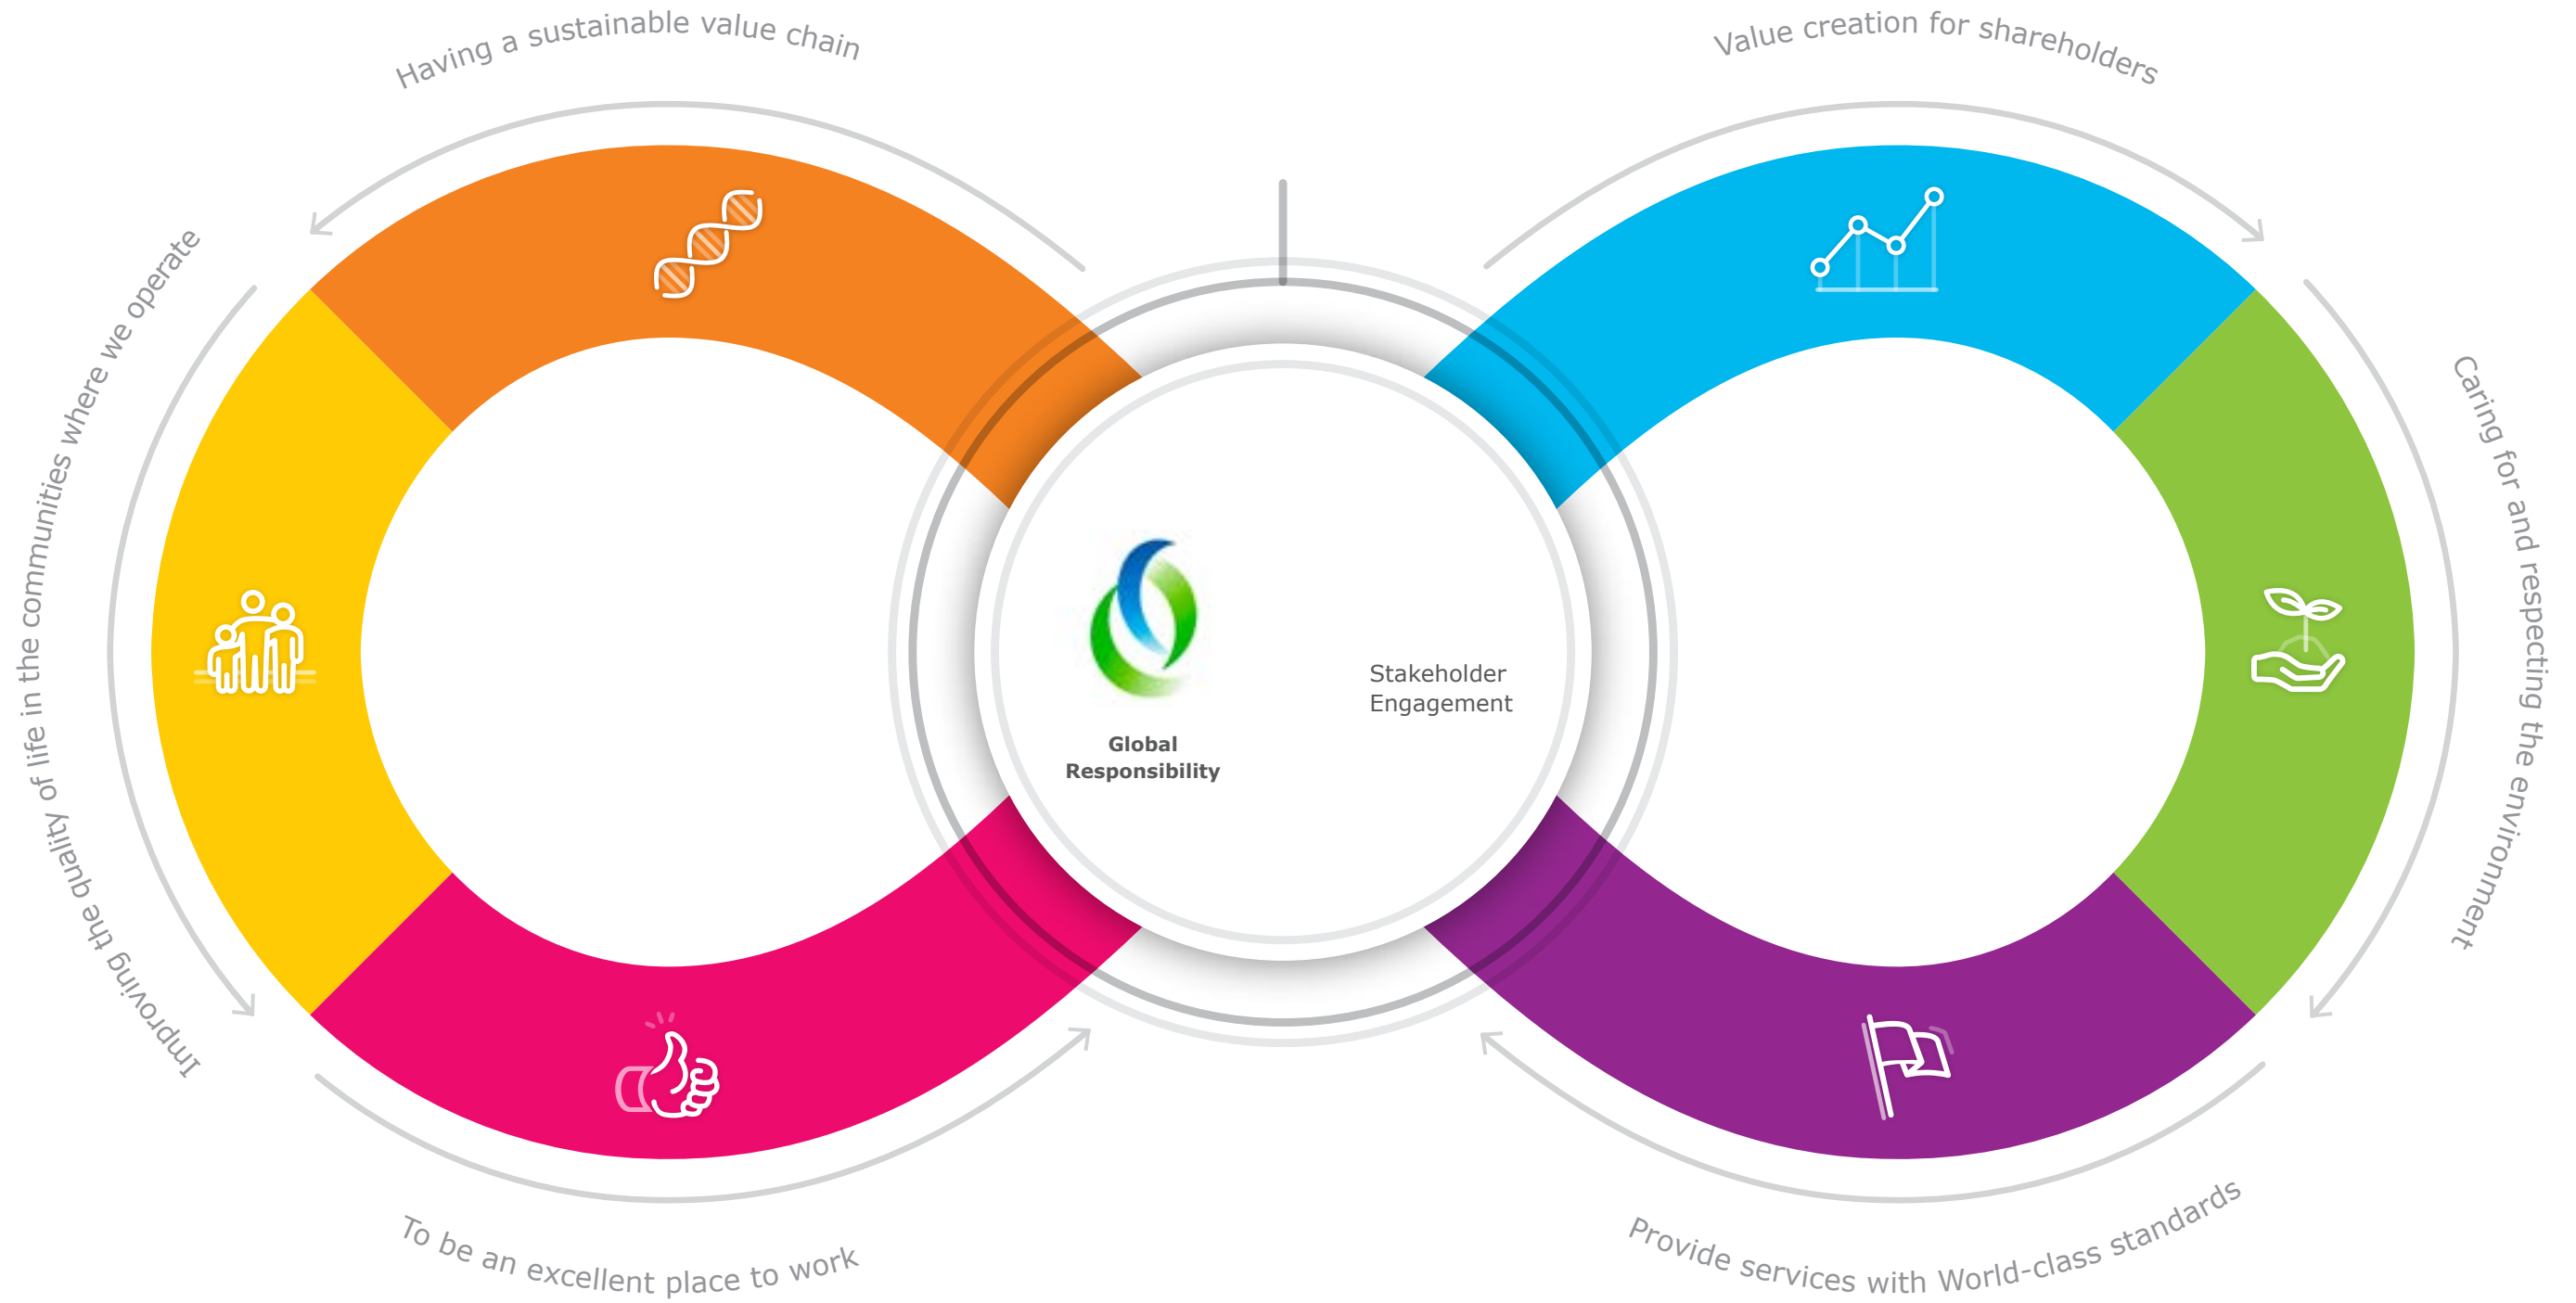 Having a sustainable value chain
Value creation for shareholders
Improving the quality of life in the communities where we operate
Caring for and respecting the environment
Stakeholder
Engagement
Global
Responsibility
To be an excellent place to work
Provide services with World-class standards